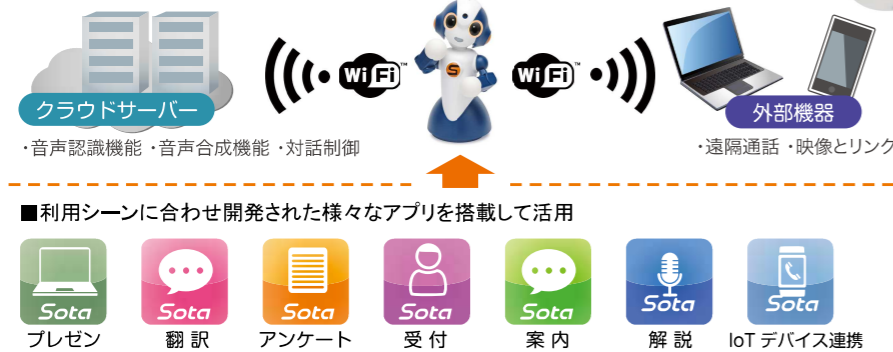 Wi Fi™
Wi Fi™
S
クラウドサーバー
外部機器
・音声認識機能 ・音声合成機能 ・対話制御
・遠隔通話 ・映像とリンク
■利用シーンに合わせ開発された様々なアプリを搭載して活用
Sota Sota Sota Sota Sota Sota Sota
プレゼン 翻 訳 アンケート 受 付 案 内 解 説 IoT デバイス連携